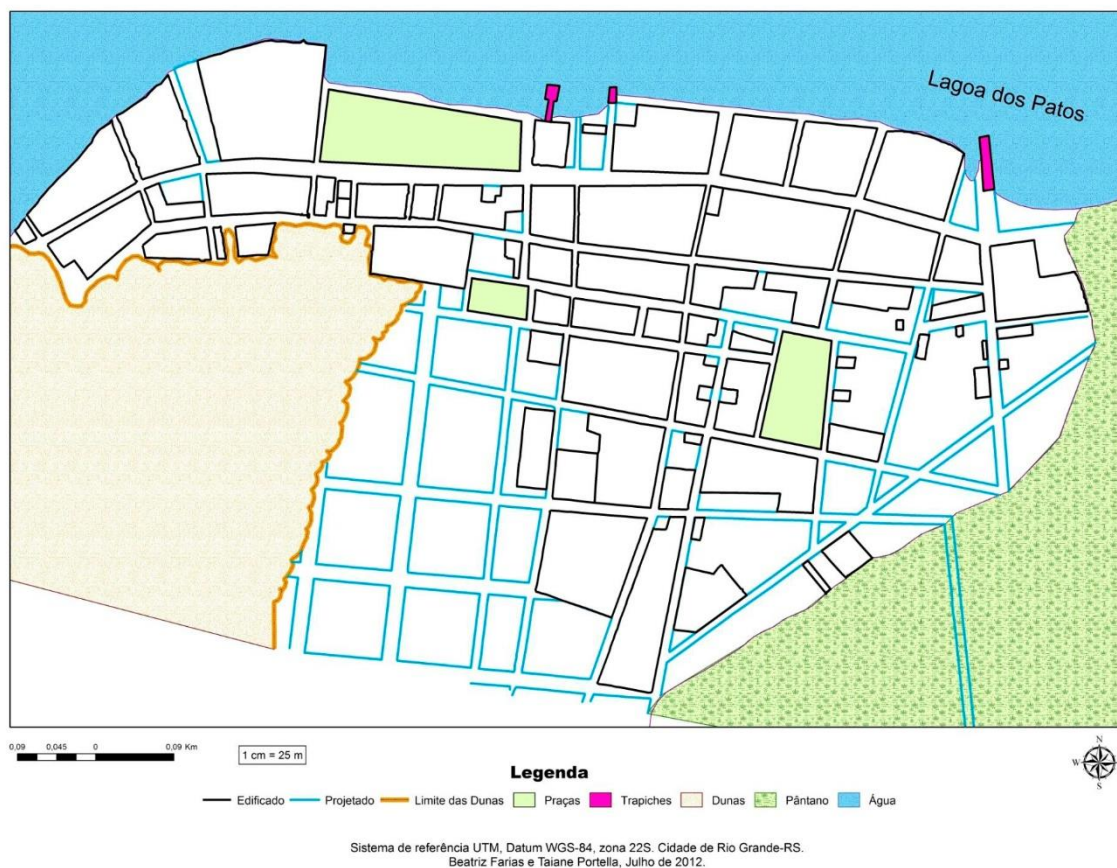 Lagoa dos Patos
0,09 0,045 0 0,09 Km
1 cm = 25 m
N
W E
S
Legenda
Edificado Projetado Limite das Dunas Praças Trapiches Dunas Pântano Água
Sistema de referência UTM, Datum WGS-84, zona 22S. Cidade de Rio Grande-RS.
Beatriz Farias e Taiane Portella, Julho de 2012.